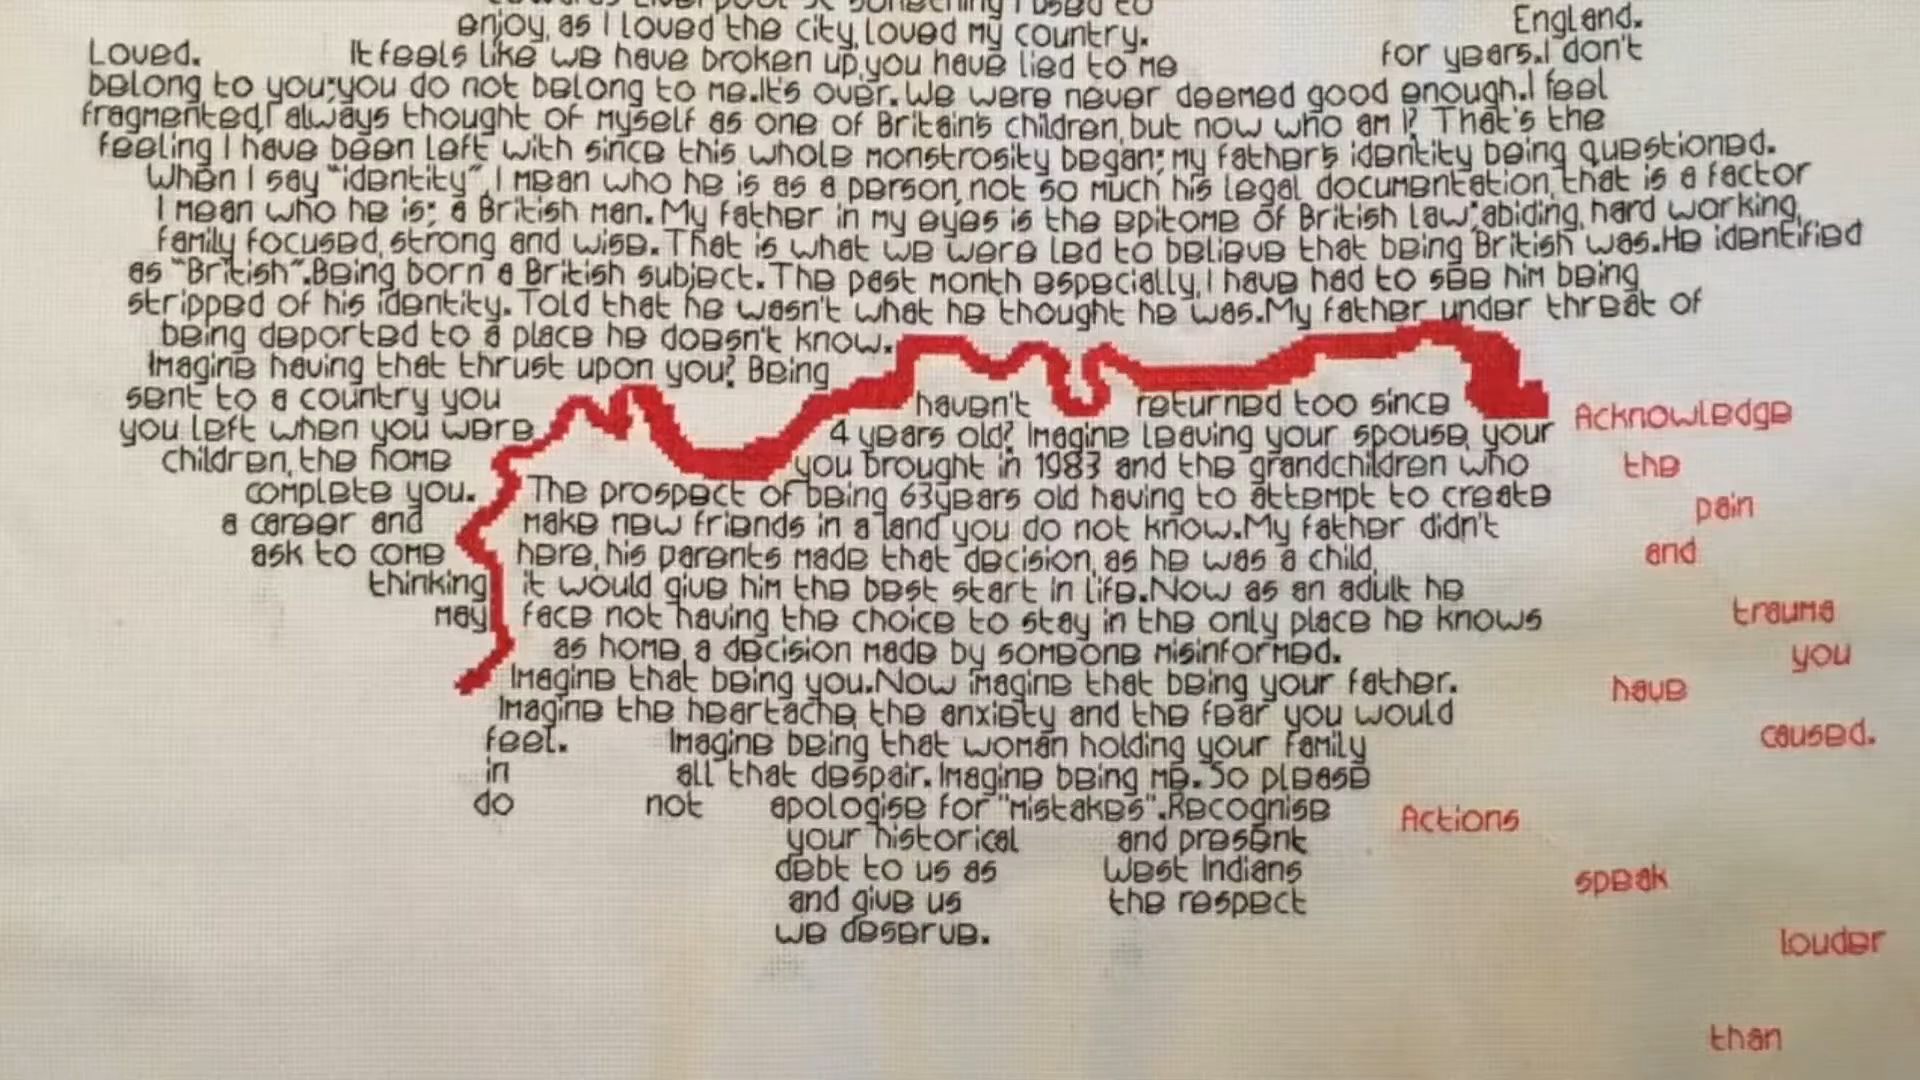 enjoy, as I loved the city, loved my country. England.
Loved. It feels like we have broken up, you have lied to me for years. I don't
belong to you; you do not belong to me. It's over. We were never deemed good enough. I feel
fragmented, I always thought of myself as one of Britain's children, but now who am I? That's the
feeling I have been left with since this whole monstrosity began; my father's identity being questioned.
When I say "identity", I mean who he is as a person, not so much his legal documentation, that is a factor
I mean who he is; a British man. My father in my eyes is the epitome of British law; abiding, hard working,
family focused, strong and wise. That is what we were led to believe that being British was. He identified
as "British". Being born a British subject. The past month especially, I have had to see him being
stripped of his identity. Told that he wasn't what he thought he was. My father under threat of
being deported to a place he doesn't know.
Imagine having that thrust upon you? Being
sent to a country you haven't returned too since
you left when you were 4 years old? Imagine leaving your spouse, your
children, the home you brought in 1983 and the grandchildren who
complete you. The prospect of being 63 years old having to attempt to create
a career and make new friends in a land you do not know. My father didn't
ask to come here, his parents made that decision, as he was a child,
thinking it would give him the best start in life. Now as an adult he
may face not having the choice to stay in the only place he knows
as home, a decision made by someone misinformed.
Imagine that being you. Now imagine that being your father.
Imagine the heartache, the anxiety and the fear you would
feel. Imagine being that woman holding your family
in all that despair. Imagine being me. So please
do not apologise for "mistakes". Recognise
your historical and present
debt to us as West Indians
and give us the respect
we deserve.
Acknowledge
the
pain
and
trauma
you
have
caused.
Actions
speak
louder
than